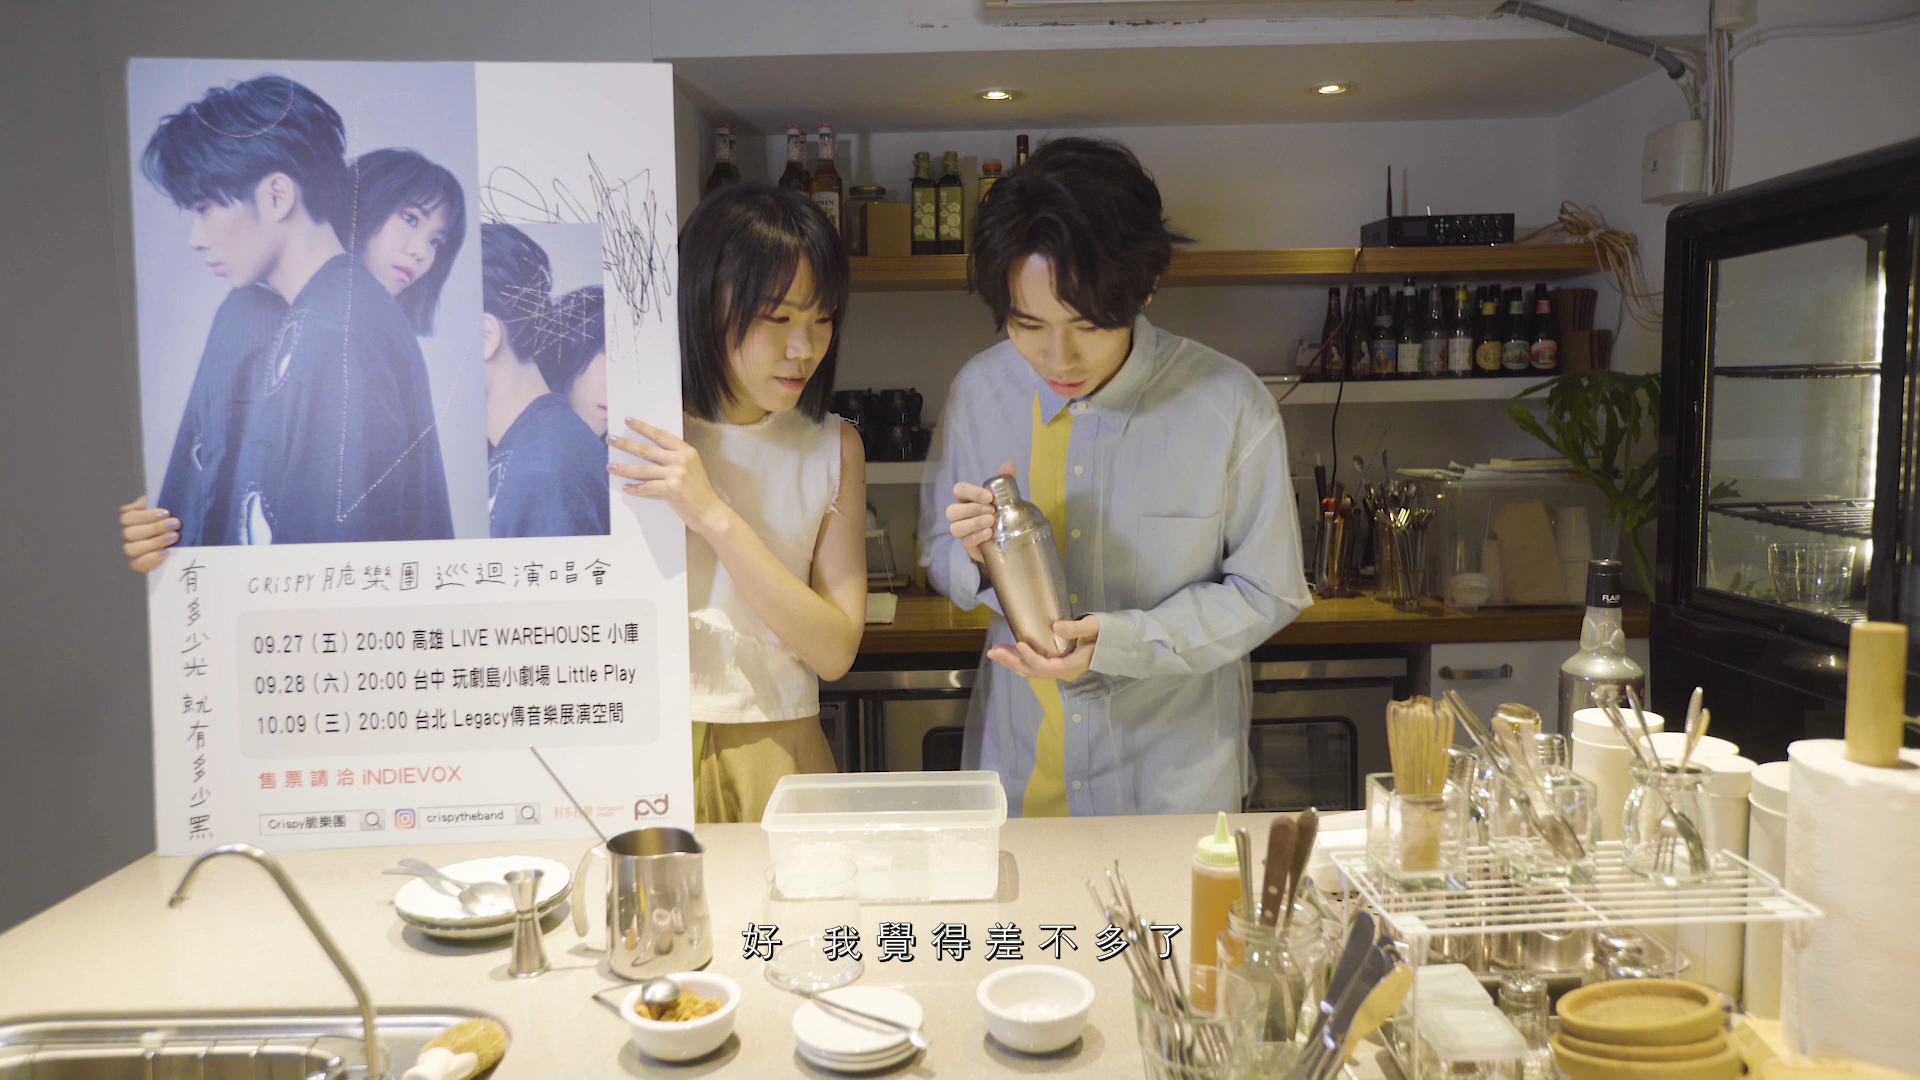 有多少光 就有多少黑
CRiSPY脆樂團 巡迴演唱會
09.27（五）20:00 高雄 LIVE WAREHOUSE 小庫
09.28（六）20:00 台中 玩劇島小劇場 Little Play
10.09（三）20:00 台北 Legacy傳音樂展演空間
售票請洽 iNDIEVOX
Crispy脆樂團
crispytheband
好 我覺得差不多了